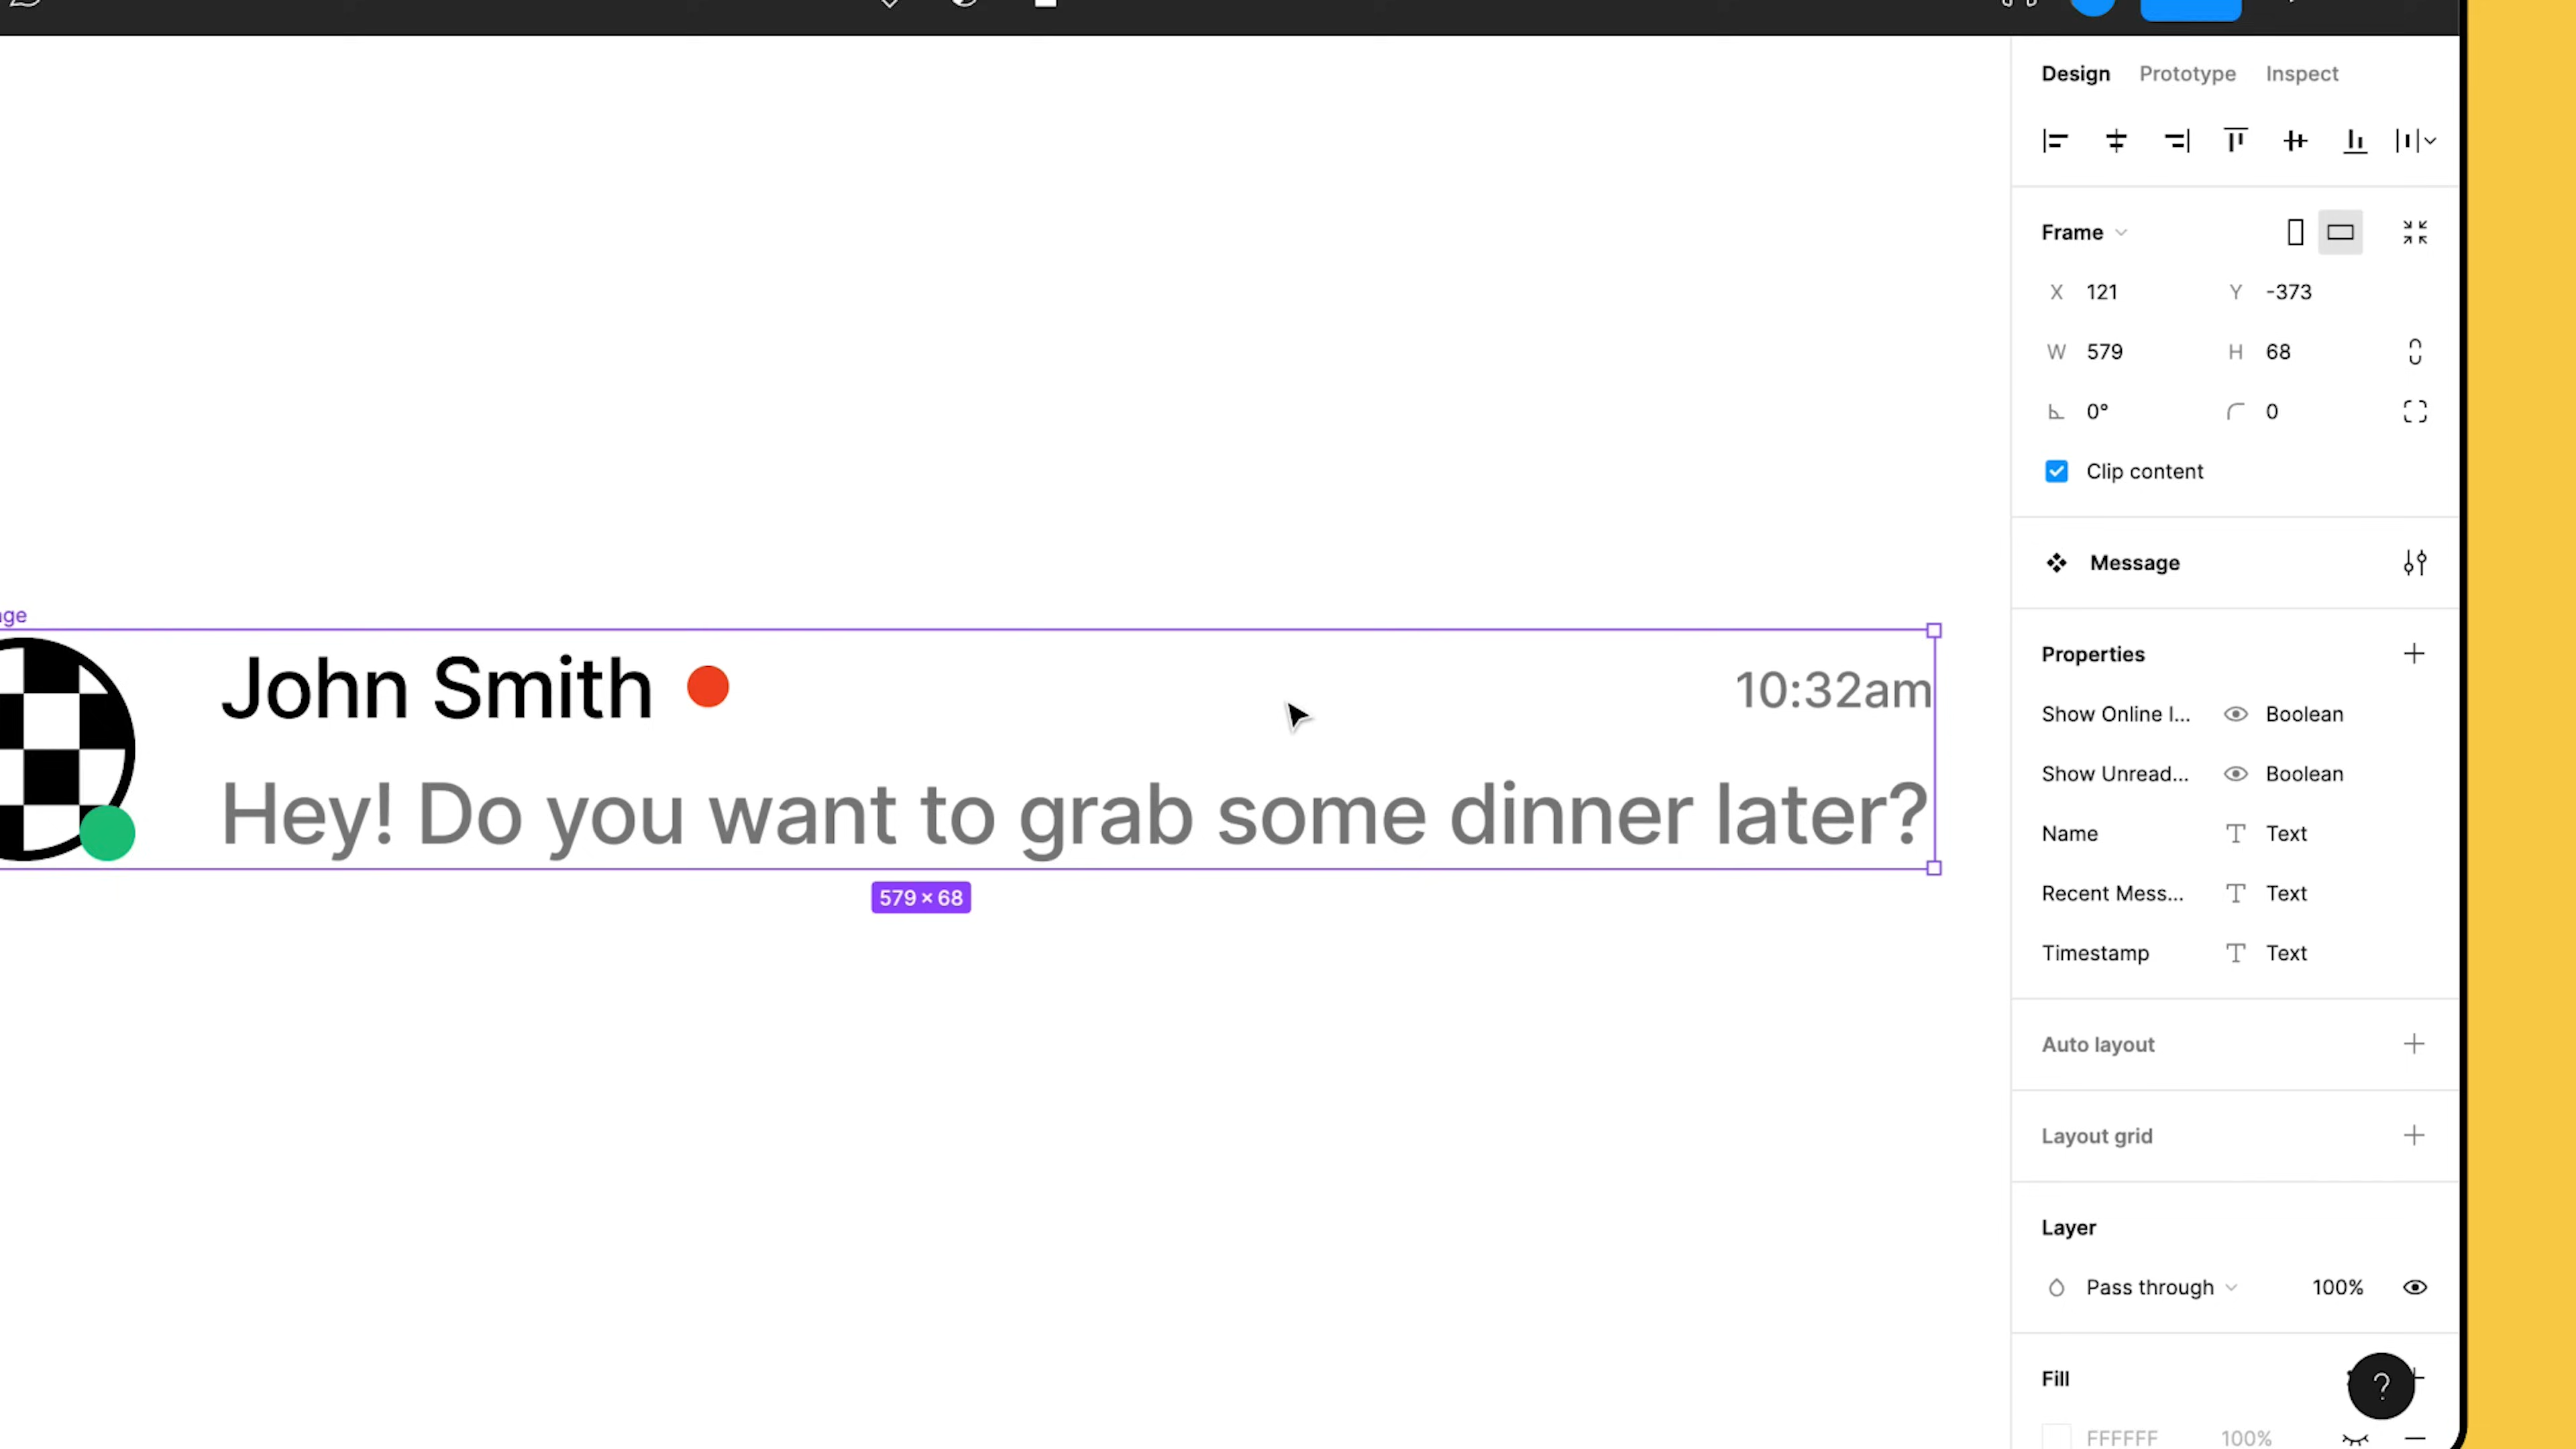 Design Prototype Inspect
Frame
X 121 Y -373
W 579 H 68
0° 0
Clip content
Message
Properties
Show Online I... Boolean
Show Unread... Boolean
Name Text
Recent Mess... Text
Timestamp Text
Auto layout
Layout grid
Layer
Pass through 100%
Fill
FFFFFF 100%
?
John Smith 10:32am
Hey! Do you want to grab some dinner later?
579 × 68